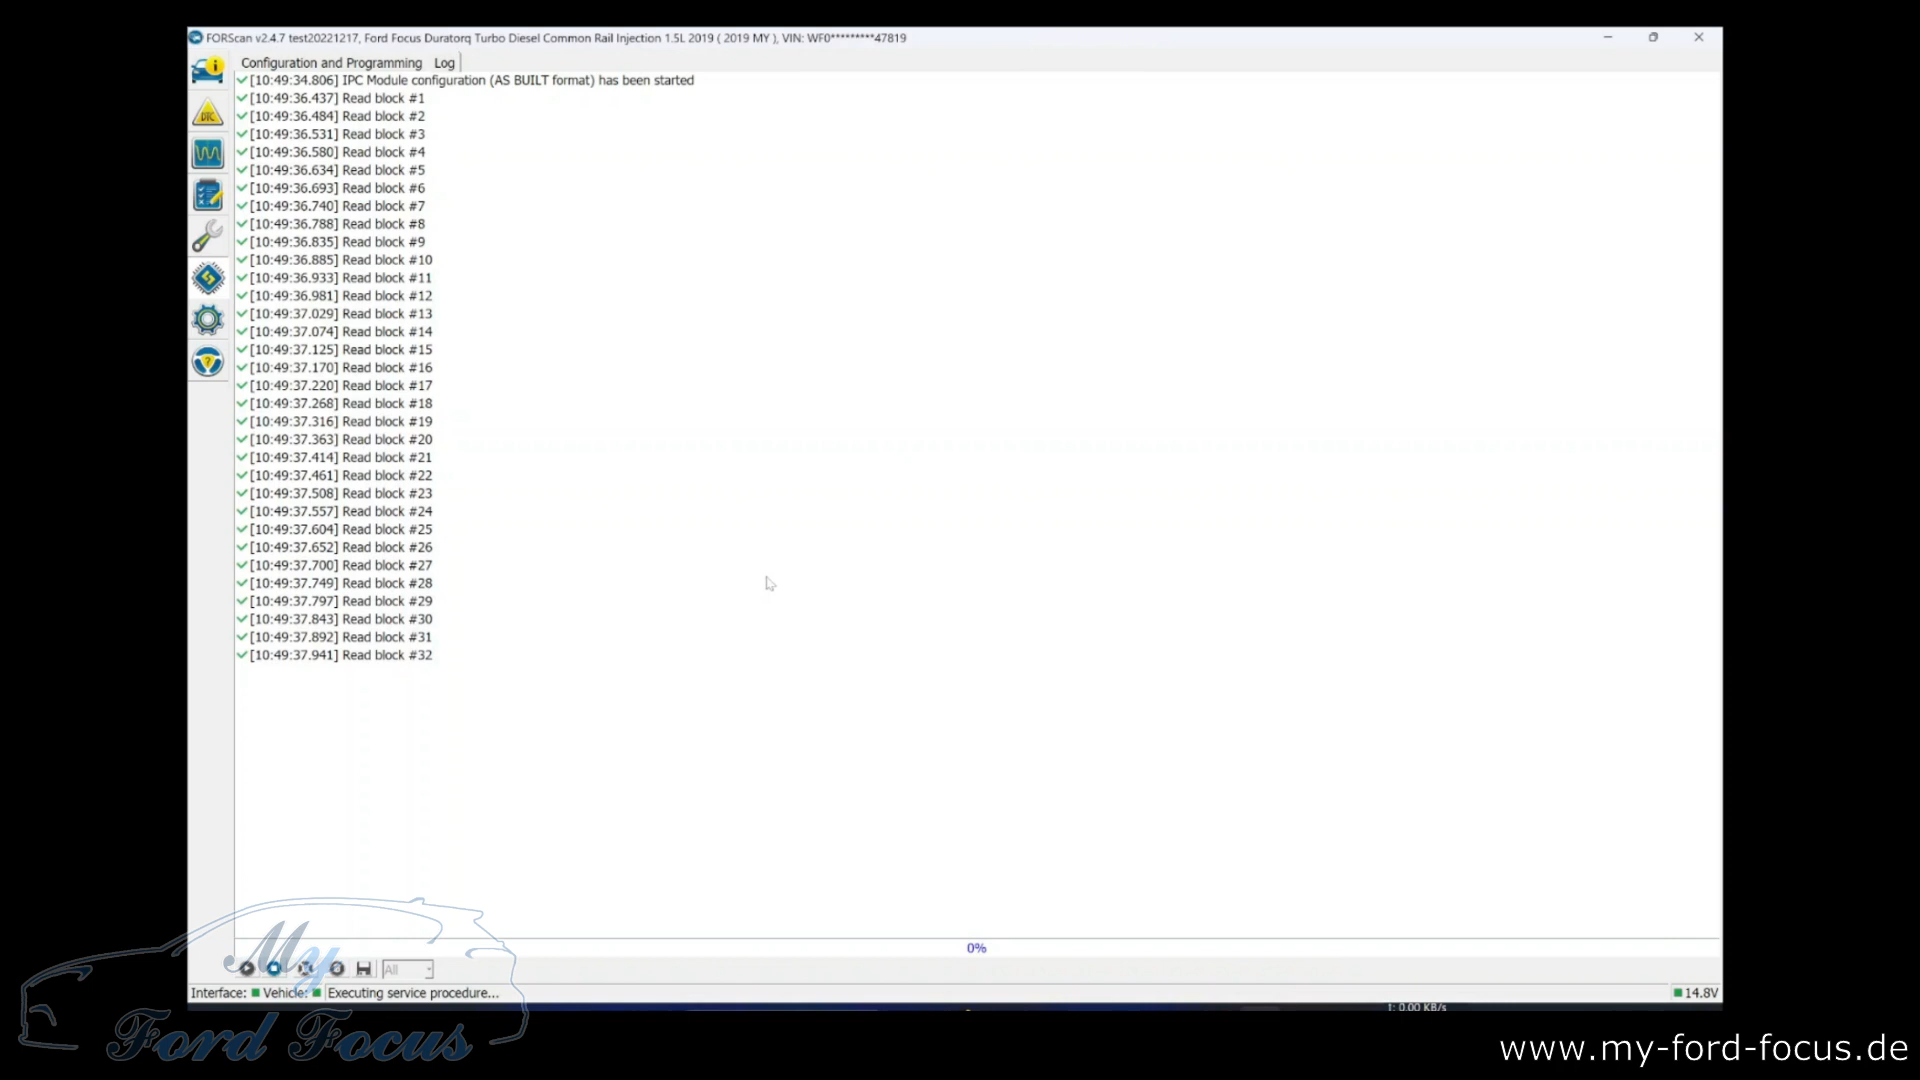 FORScan v2.4.7 test20221217, Ford Focus Duratorq Turbo Diesel Common Rail Injection 1.5L 2019 ( 2019 MY ), VIN: WF0*********47819
Configuration and Programming Log
[10:49:34.806] IPC Module configuration (AS BUILT format) has been started
[10:49:36.437] Read block #1
[10:49:36.484] Read block #2
[10:49:36.531] Read block #3
[10:49:36.580] Read block #4
[10:49:36.634] Read block #5
[10:49:36.693] Read block #6
[10:49:36.740] Read block #7
[10:49:36.788] Read block #8
[10:49:36.835] Read block #9
[10:49:36.885] Read block #10
[10:49:36.933] Read block #11
[10:49:36.981] Read block #12
[10:49:37.029] Read block #13
[10:49:37.074] Read block #14
[10:49:37.125] Read block #15
[10:49:37.170] Read block #16
[10:49:37.220] Read block #17
[10:49:37.268] Read block #18
[10:49:37.316] Read block #19
[10:49:37.363] Read block #20
[10:49:37.414] Read block #21
[10:49:37.461] Read block #22
[10:49:37.508] Read block #23
[10:49:37.557] Read block #24
[10:49:37.604] Read block #25
[10:49:37.652] Read block #26
[10:49:37.700] Read block #27
[10:49:37.749] Read block #28
[10:49:37.797] Read block #29
[10:49:37.843] Read block #30
[10:49:37.892] Read block #31
[10:49:37.941] Read block #32
DTC
0%
All
Interface: Vehicle: Executing service procedure... 14.8V
0.00 KB/s
My
Ford Focus
www.my-ford-focus.de